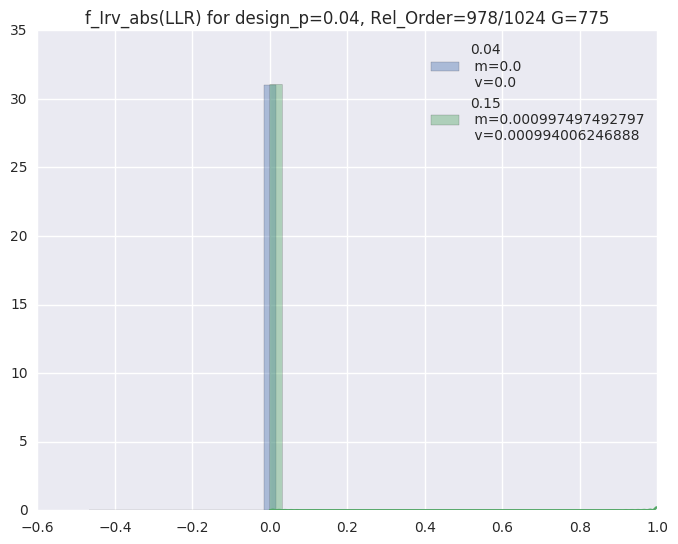 f_Irv_abs(LLR) for design_p=0.04, Rel_Order=978/1024 G=775
35
30
25
20
15
10
5
0
0.04
m=0.0
v=0.0
0.15
m=0.000997497492797
v=0.000994006246888
−0.6 −0.4 −0.2 0.0 0.2 0.4 0.6 0.8 1.0